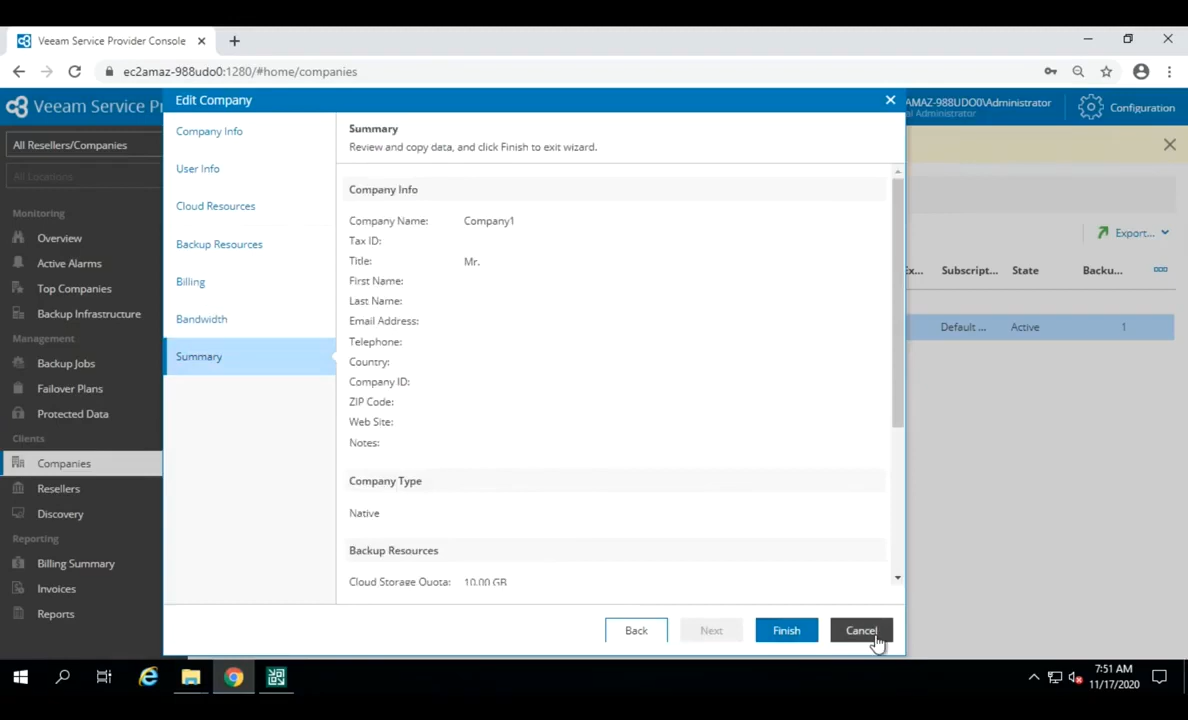 Veeam Service Provider Console
ec2amaz-988udo0:1280/#home/companies
Veeam Service Pr
AMAZ-988UDO0\Administrator
al Administrator
Configuration
All Resellers/Companies
All Locations
Monitoring
Overview
Active Alarms
Top Companies
Backup Infrastructure
Management
Backup Jobs
Failover Plans
Protected Data
Clients
Companies
Resellers
Discovery
Reporting
Billing Summary
Invoices
Reports
Edit Company
Company Info
User Info
Cloud Resources
Backup Resources
Billing
Bandwidth
Summary
Summary
Review and copy data, and click Finish to exit wizard.
Company Info
Company Name: Company1
Tax ID:
Title: Mr.
First Name:
Last Name:
Email Address:
Telephone:
Country:
Company ID:
ZIP Code:
Web Site:
Notes:
Company Type
Native
Backup Resources
Cloud Storage Quota: 10.00 GB
Back Next Finish Cancel
Export...
Ex... Subscript... State Backu...
Default ... Active 1
7:51 AM
11/17/2020